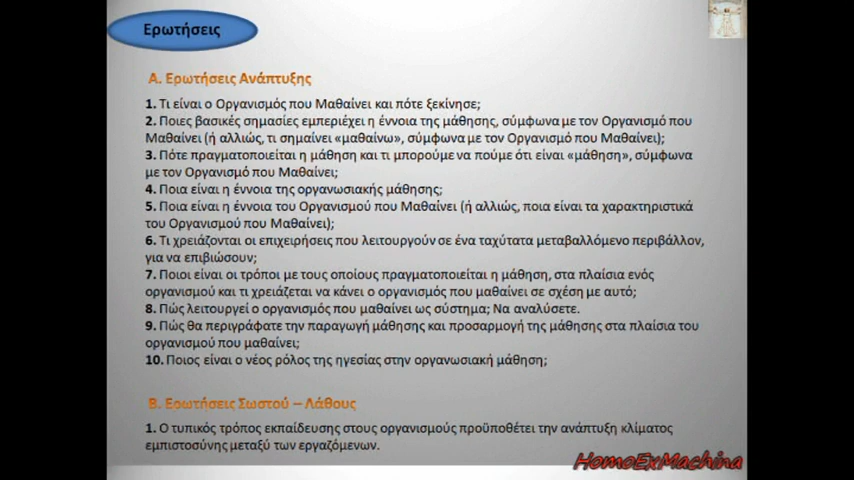 Ερωτήσεις
Α. Ερωτήσεις Ανάπτυξης
1. Τι είναι ο Οργανισμός που Μαθαίνει και πότε ξεκίνησε;
2. Ποιες βασικές σημασίες εμπεριέχει η έννοια της μάθησης, σύμφωνα με τον Οργανισμό που
Μαθαίνει (ή αλλιώς, τι σημαίνει «μαθαίνω», σύμφωνα με τον Οργανισμό που Μαθαίνει);
3. Πότε πραγματοποιείται η μάθηση και τι μπορούμε να πούμε ότι είναι «μάθηση», σύμφωνα
με τον Οργανισμό που Μαθαίνει;
4. Ποια είναι η έννοια της οργανωσιακής μάθησης;
5. Ποια είναι η έννοια του Οργανισμού που Μαθαίνει (ή αλλιώς, ποια είναι τα χαρακτηριστικά
του Οργανισμού που Μαθαίνει);
6. Τι χρειάζονται οι επιχειρήσεις που λειτουργούν σε ένα ταχύτατα μεταβαλλόμενο περιβάλλον,
για να επιβιώσουν;
7. Ποιοι είναι οι τρόποι με τους οποίους πραγματοποιείται η μάθηση, στα πλαίσια ενός
οργανισμού και τι χρειάζεται να κάνει ο οργανισμός που μαθαίνει σε σχέση με αυτό;
8. Πώς λειτουργεί ο οργανισμός που μαθαίνει ως σύστημα; Να αναλύσετε.
9. Πώς θα περιγράφατε την παραγωγή μάθησης και προσαρμογή της μάθησης στα πλαίσια του
οργανισμού που μαθαίνει;
10. Ποιος είναι ο νέος ρόλος της ηγεσίας στην οργανωσιακή μάθηση;
Β. Ερωτήσεις Σωστού – Λάθους
1. Ο τυπικός τρόπος εκπαίδευσης στους οργανισμούς προϋποθέτει την ανάπτυξη κλίματος
εμπιστοσύνης μεταξύ των εργαζόμενων.
HomoExMachina